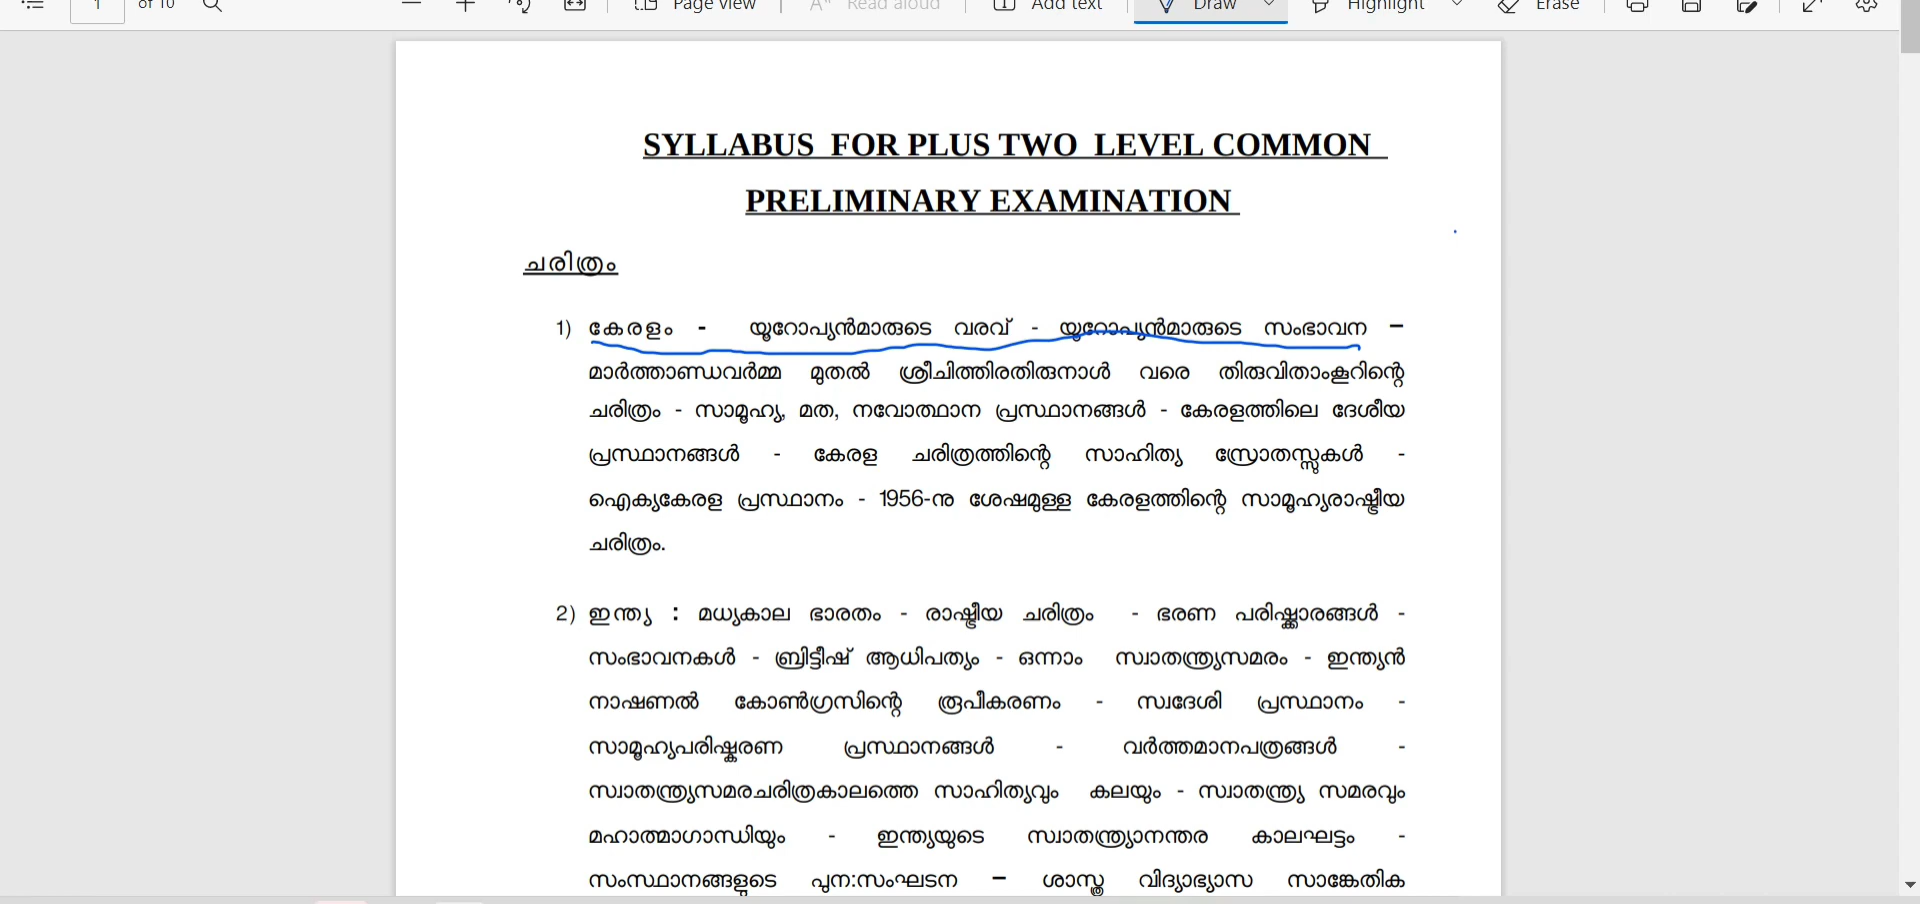 1 of 10 Page view Read aloud Add text Draw Highlight Erase
SYLLABUS FOR PLUS TWO LEVEL COMMON
PRELIMINARY EXAMINATION
ചരിത്രം
1) കേരളം - യൂറോപ്യൻമാരുടെ വരവ് - യൂറോപ്യൻമാരുടെ സംഭാവന –
മാർത്താണ്ഡവർമ്മ മുതൽ ശ്രീചിത്തിരതിരുനാൾ വരെ തിരുവിതാംകൂറിന്റെ
ചരിത്രം - സാമൂഹ്യ, മത, നവോത്ഥാന പ്രസ്ഥാനങ്ങൾ - കേരളത്തിലെ ദേശീയ
പ്രസ്ഥാനങ്ങൾ - കേരള ചരിത്രത്തിന്റെ സാഹിത്യ സ്രോതസ്സുകൾ -
ഐക്യകേരള പ്രസ്ഥാനം - 1956-നു ശേഷമുള്ള കേരളത്തിന്റെ സാമൂഹ്യരാഷ്ട്രീയ
ചരിത്രം.
2) ഇന്ത്യ : മധ്യകാല ഭാരതം - രാഷ്ട്രീയ ചരിത്രം - ഭരണ പരിഷ്ക്കാരങ്ങൾ -
സംഭാവനകൾ - ബ്രിട്ടീഷ് ആധിപത്യം - ഒന്നാം സ്വാതന്ത്ര്യസമരം - ഇന്ത്യൻ
നാഷണൽ കോൺഗ്രസിന്റെ രൂപീകരണം - സ്വദേശി പ്രസ്ഥാനം -
സാമൂഹ്യപരിഷ്കരണ പ്രസ്ഥാനങ്ങൾ - വർത്തമാനപത്രങ്ങൾ -
സ്വാതന്ത്ര്യസമരചരിത്രകാലത്തെ സാഹിത്യവും കലയും - സ്വാതന്ത്ര്യ സമരവും
മഹാത്മാഗാന്ധിയും - ഇന്ത്യയുടെ സ്വാതന്ത്ര്യാനന്തര കാലഘട്ടം -
സംസ്ഥാനങ്ങളുടെ പുന:സംഘടന – ശാസ്ത്ര വിദ്യാഭ്യാസ സാങ്കേതിക